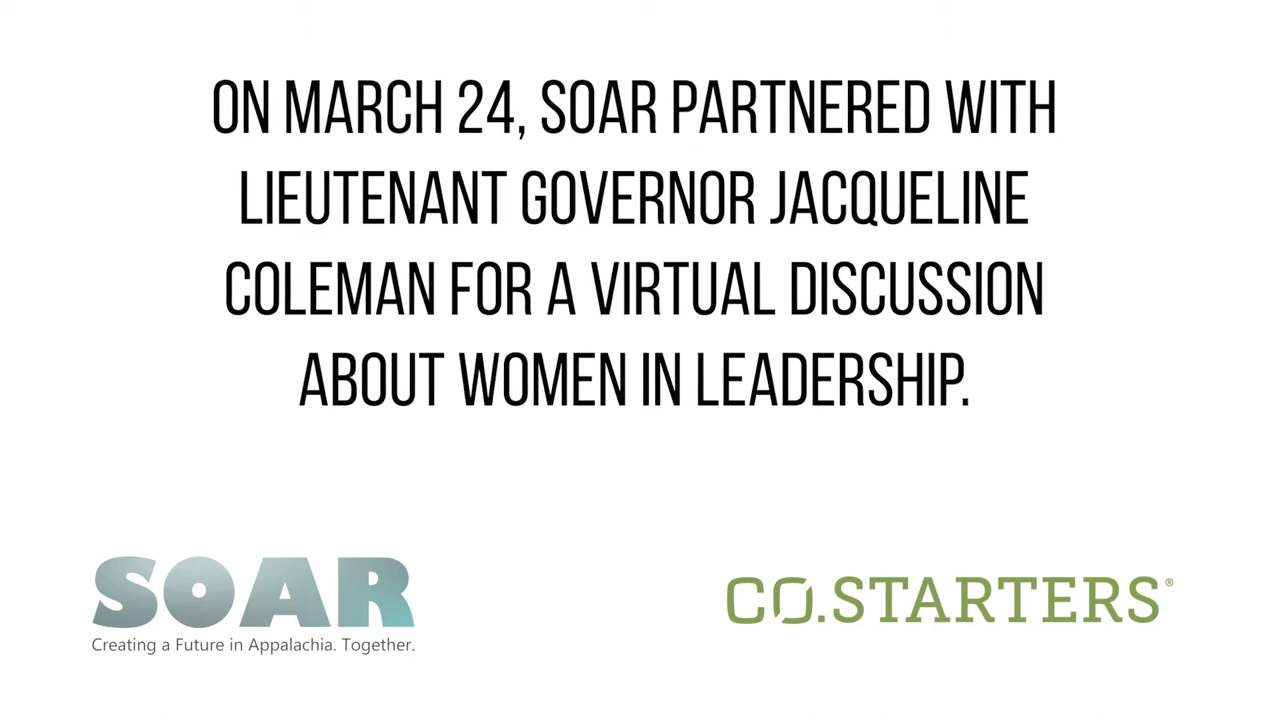 ON MARCH 24, SOAR PARTNERED WITH
LIEUTENANT GOVERNOR JACQUELINE
COLEMAN FOR A VIRTUAL DISCUSSION
ABOUT WOMEN IN LEADERSHIP.
SOAR
Creating a Future in Appalachia. Together.
CO.STARTERS®